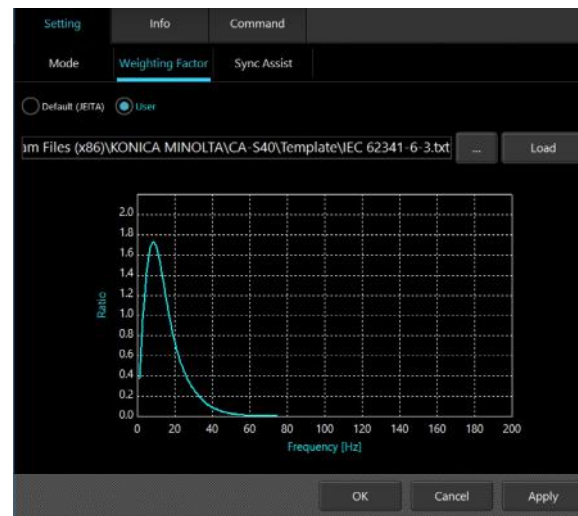 Setting Info Command
Mode Weighting Factor Sync Assist
Default (JEITA) User
am Files (x86)\KONICA MINOLTA\CA-S40\Template\IEC 62341-6-3.txt ... Load
2.0
1.8
1.6
1.4
1.2
1.0
0.8
0.6
0.4
0.2
0.0
Ratio
0 20 40 60 80 100 120 140 160 180 200
Frequency [Hz]
OK Cancel Apply